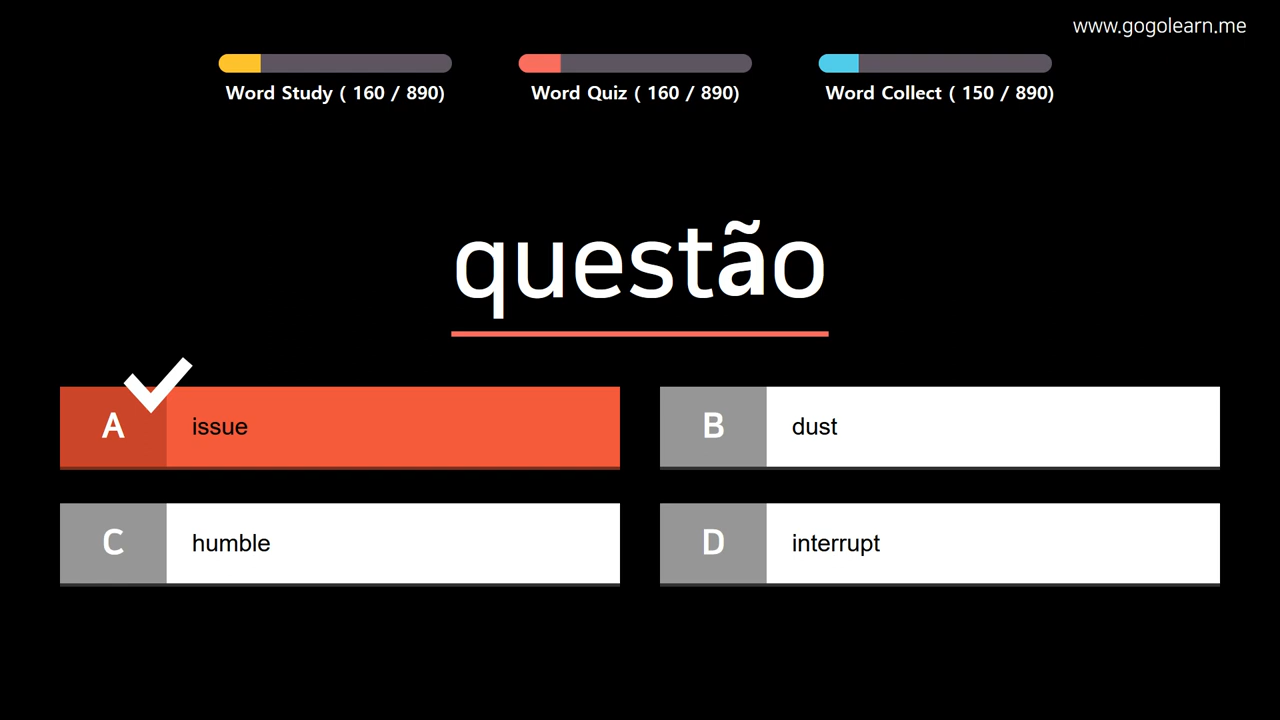 www.gogolearn.me
Word Study ( 160 / 890)
Word Quiz ( 160 / 890)
Word Collect ( 150 / 890)
questão
A issue
B dust
C humble
D interrupt